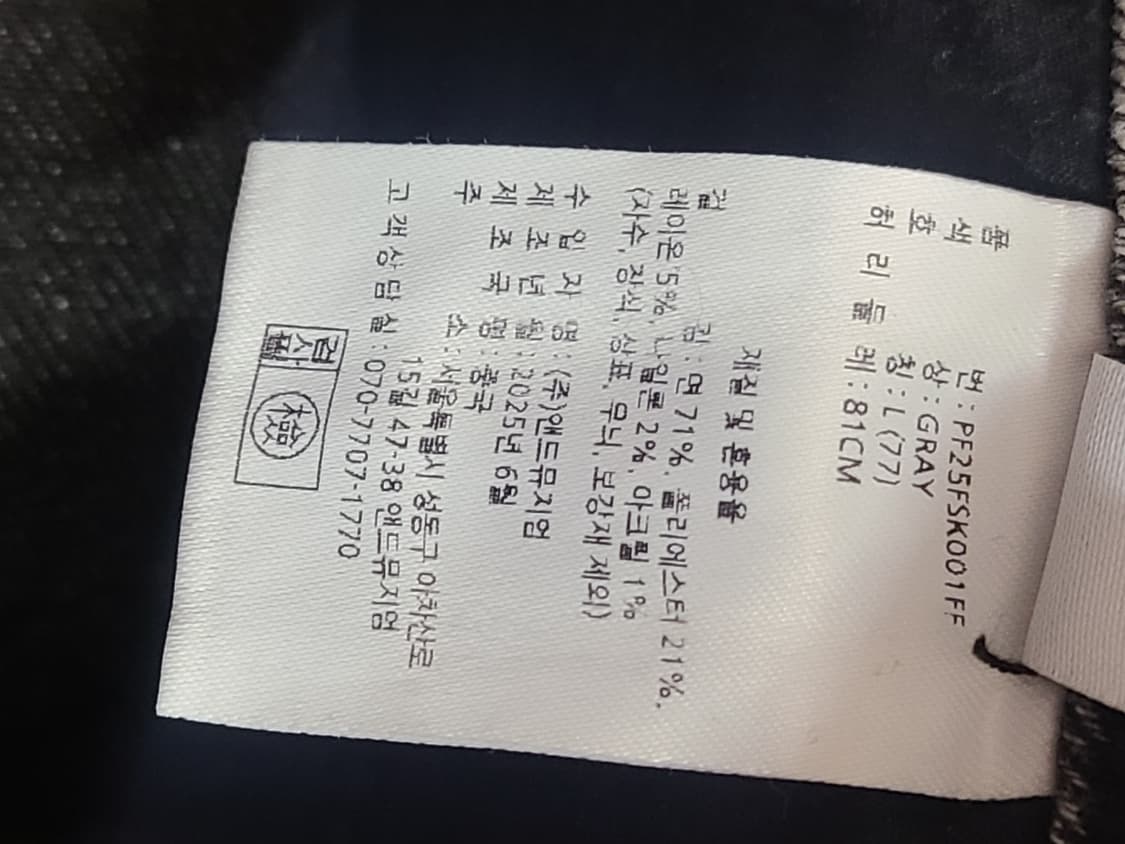 품 번 : PF25FSK001FF
색 상 : GRAY
호 칭 : L(77)
허 리 둘 레 : 81CM
제질 및 혼용율
겉 감 : 면 71%, 폴리에스터 21%,
레이온 5%, 나일론 2%, 아크릴 1%
(자수, 장식, 상표, 무늬, 보강재 제외)
수 입 자 명 : (주)앤드뮤지엄
제 조 년 월 : 2025년 6월
제 조 국 명 : 중국
주 소 : 서울특별시 성동구 아차산로
15길 47-38 앤드뮤지엄
고 객 상 담 실 : 070-7707-1770
검사필
檢